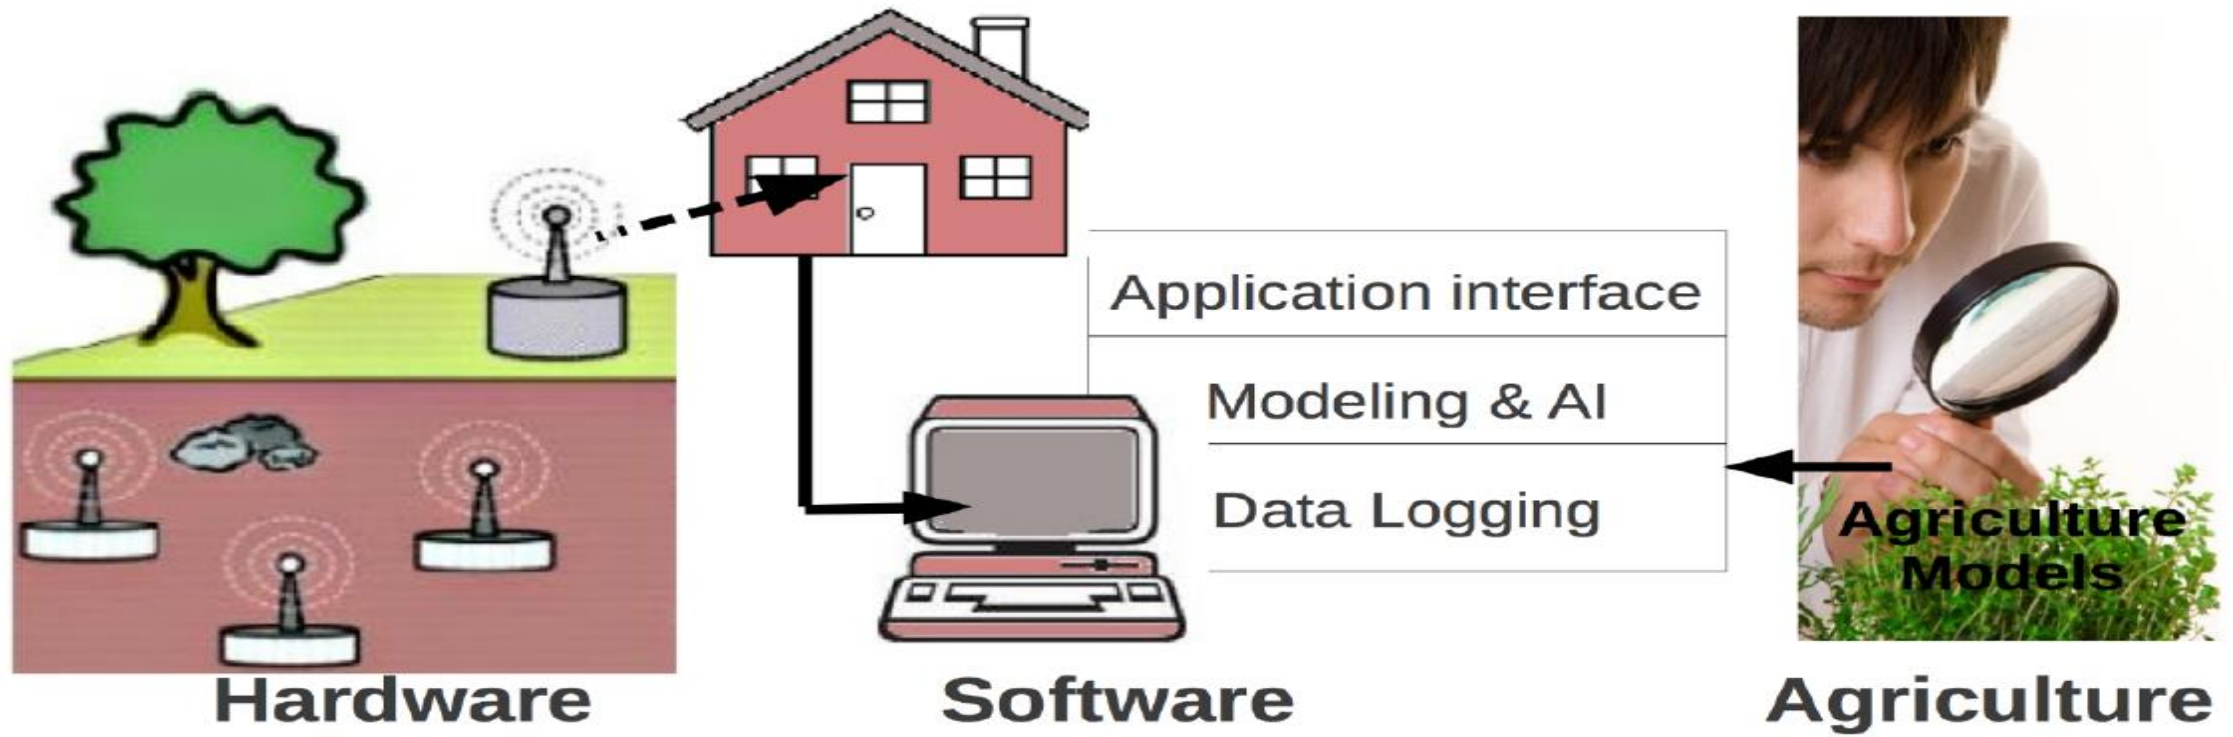 Application interface
Modeling & AI
Data Logging
Agriculture
Models
Hardware
Software
Agriculture